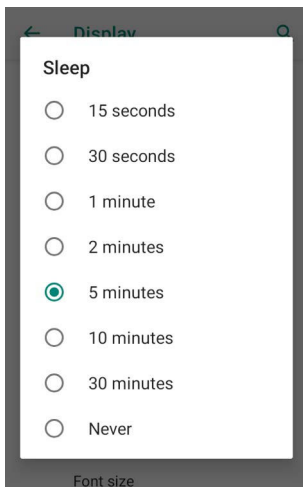 Display
Sleep
15 seconds
30 seconds
1 minute
2 minutes
5 minutes
10 minutes
30 minutes
Never
Font size